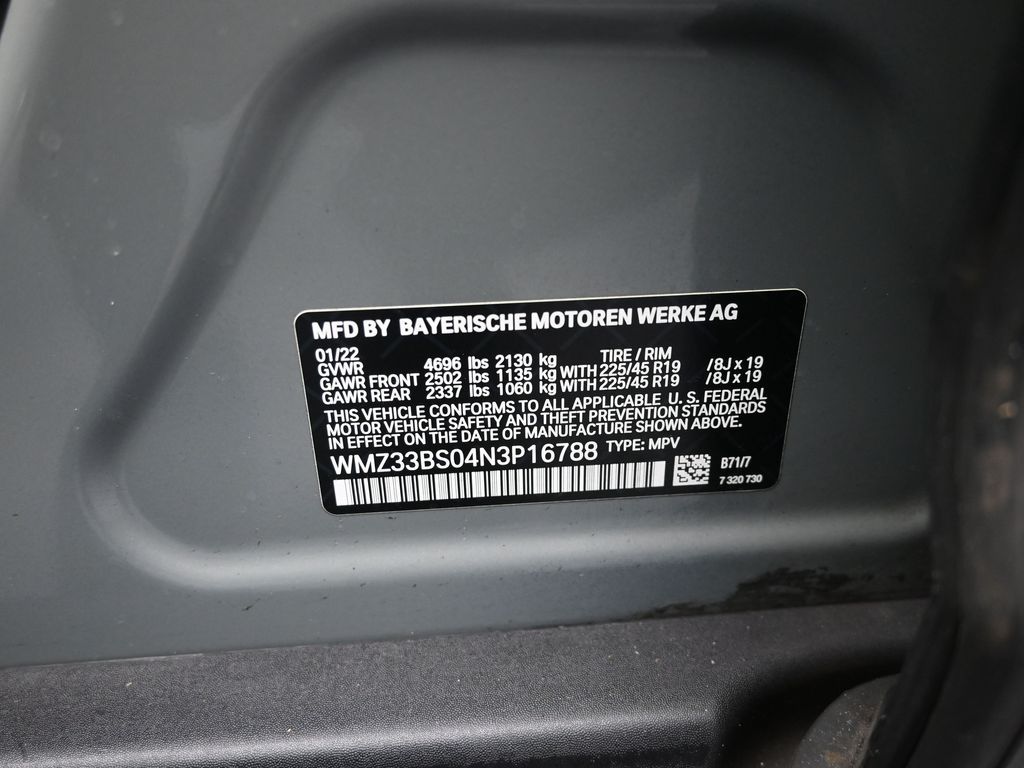 MFD BY BAYERISCHE MOTOREN WERKE AG
01/22 TIRE / RIM
GVWR 4696 lbs 2130 kg
GAWR FRONT 2502 lbs 1135 kg WITH 225/45 R19 /8J x 19
GAWR REAR 2337 lbs 1060 kg WITH 225/45 R19 /8J x 19
THIS VEHICLE CONFORMS TO ALL APPLICABLE U. S. FEDERAL
MOTOR VEHICLE SAFETY AND THEFT PREVENTION STANDARDS
IN EFFECT ON THE DATE OF MANUFACTURE SHOWN ABOVE.
WMZ33BS04N3P16788 TYPE: MPV
B71/7
7 320 730